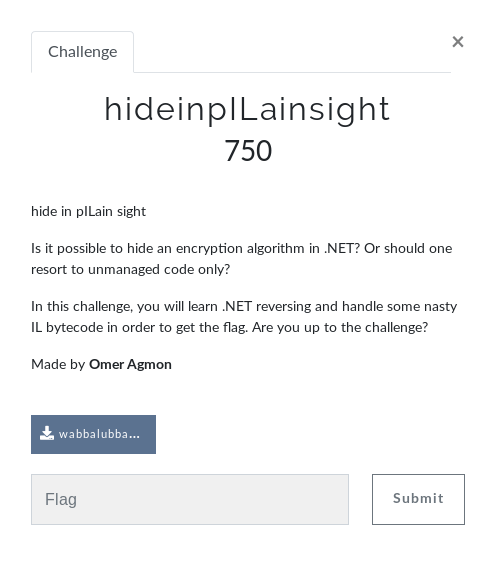 Challenge
×
hideinpILainsight
750
hide in pILain sight
Is it possible to hide an encryption algorithm in .NET? Or should one
resort to unmanaged code only?
In this challenge, you will learn .NET reversing and handle some nasty
IL bytecode in order to get the flag. Are you up to the challenge?
Made by Omer Agmon
wabbalubba...
Flag
Submit